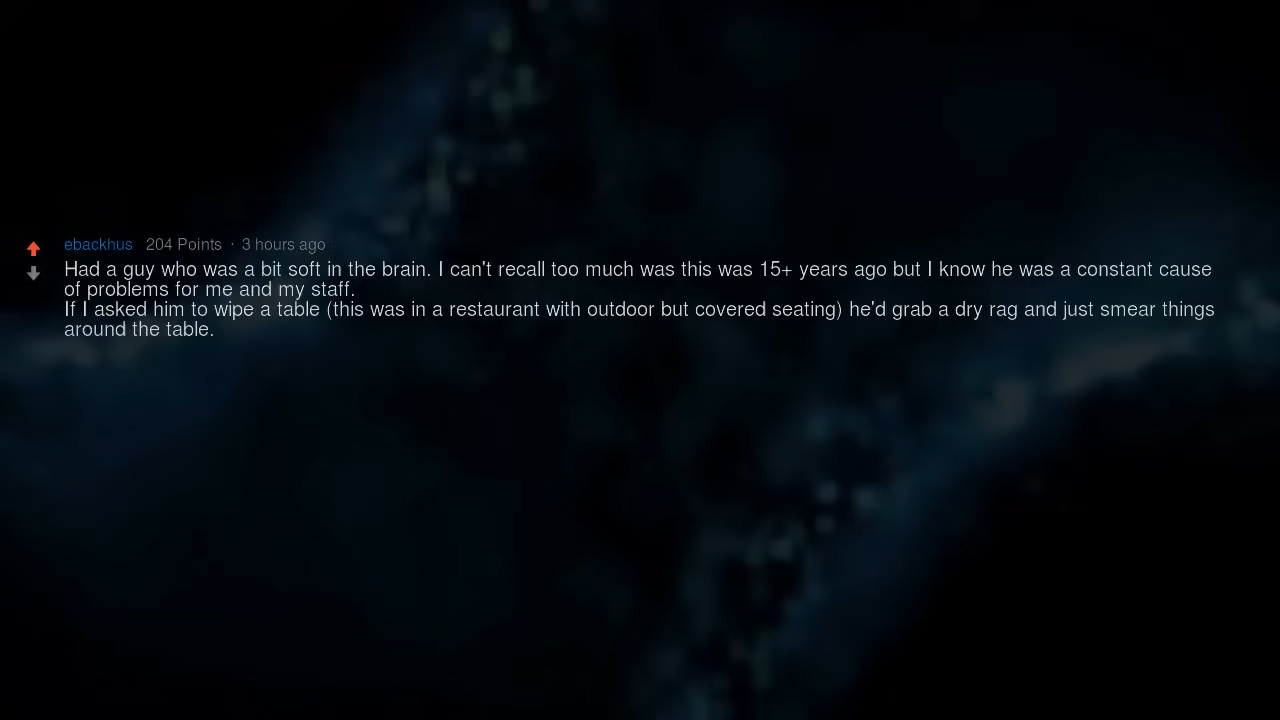 ebackhus 204 Points · 3 hours ago
Had a guy who was a bit soft in the brain. I can't recall too much was this was 15+ years ago but I know he was a constant cause
of problems for me and my staff.
If I asked him to wipe a table (this was in a restaurant with outdoor but covered seating) he'd grab a dry rag and just smear things
around the table.